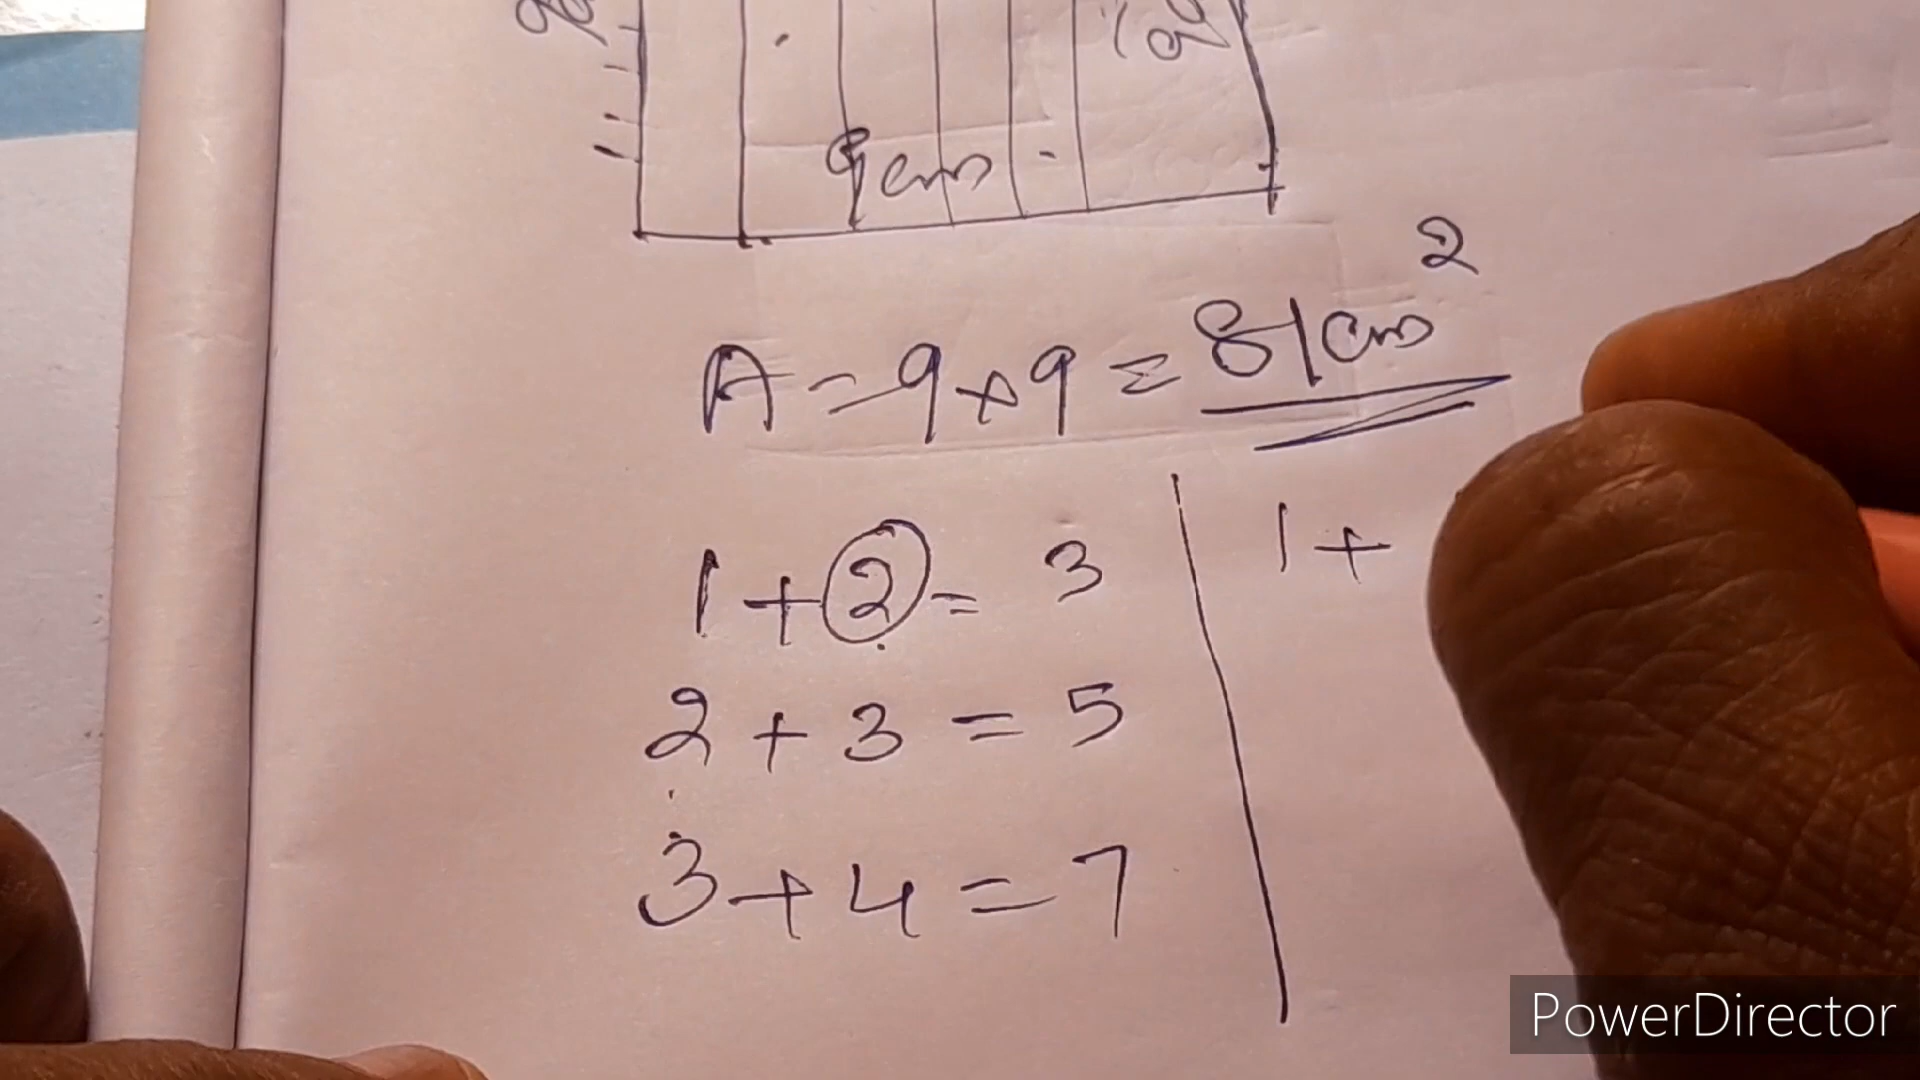 9cm
A = 9 × 9 = 81cm²
1 + 2 = 3
1 +
2 + 3 = 5
3 + 4 = 7
PowerDirector